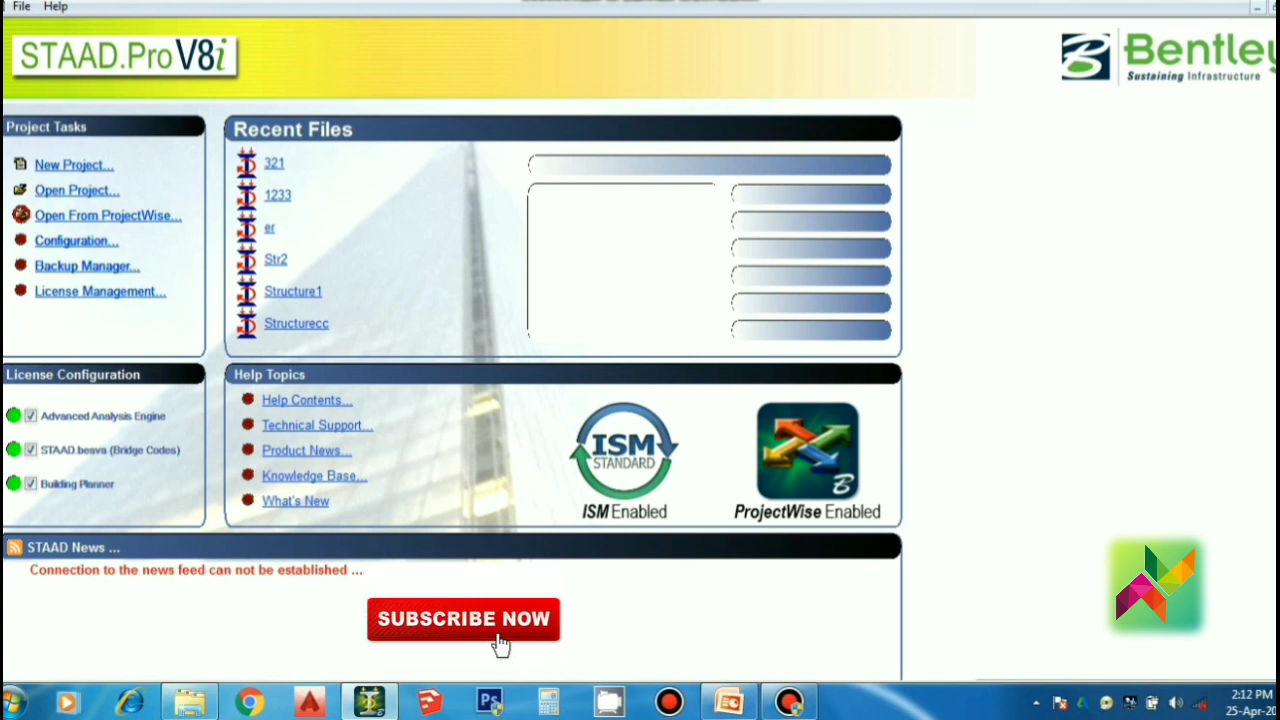 File Help
STAAD.Pro V8i
Bentley
Sustaining Infrastructure
Project Tasks
New Project...
Open Project...
Open From ProjectWise...
Configuration...
Backup Manager...
License Management...
Recent Files
321
1233
er
Str2
Structure1
Structurecc
License Configuration
Advanced Analysis Engine
STAAD.beava (Bridge Codes)
Building Planner
Help Topics
Help Contents...
Technical Support...
Product News...
Knowledge Base...
What's New
ISM
STANDARD
ISM Enabled
B
ProjectWise Enabled
STAAD News ...
Connection to the news feed can not be established ...
SUBSCRIBE NOW
2:12 PM
25-Apr-20